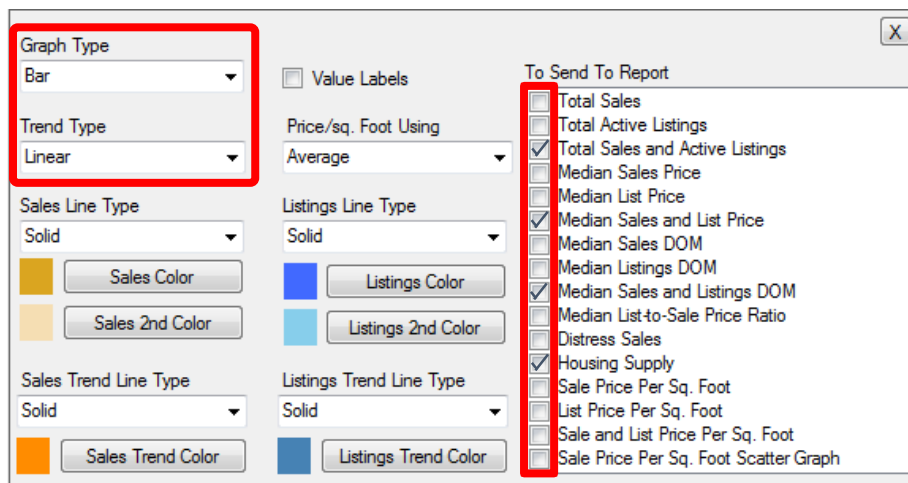 X
Graph Type
Bar
Value Labels
To Send To Report
Trend Type
Linear
Price/sq. Foot Using
Average
Sales Line Type
Solid
Listings Line Type
Solid
Sales Color
Listings Color
Sales 2nd Color
Listings 2nd Color
Sales Trend Line Type
Solid
Listings Trend Line Type
Solid
Sales Trend Color
Listings Trend Color
Total Sales
Total Active Listings
Total Sales and Active Listings
Median Sales Price
Median List Price
Median Sales and List Price
Median Sales DOM
Median Listings DOM
Median Sales and Listings DOM
Median List-to-Sale Price Ratio
Distress Sales
Housing Supply
Sale Price Per Sq. Foot
List Price Per Sq. Foot
Sale and List Price Per Sq. Foot
Sale Price Per Sq. Foot Scatter Graph